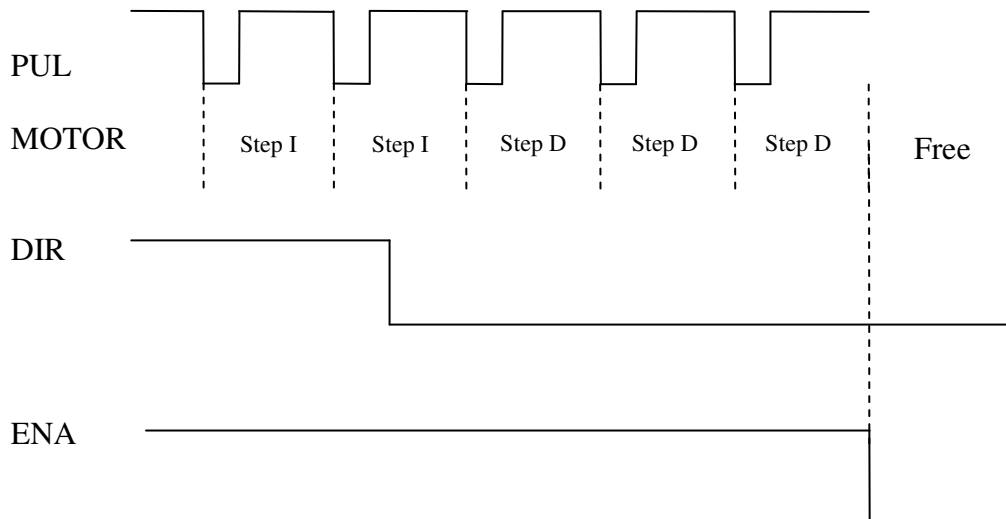 PUL
MOTOR
Step I
Step I
Step D
Step D
Step D
Free
DIR
ENA